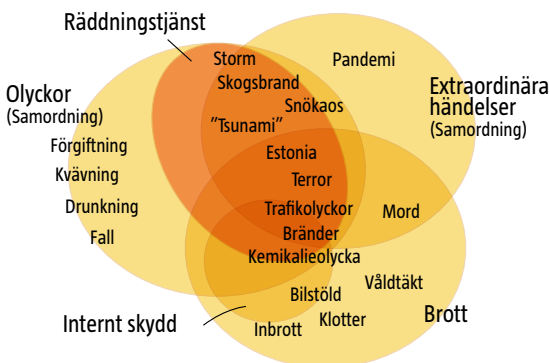 Räddningstjänst
Storm
Pandemi
Skogsbrand
Olyckor
(Samordning)
Snökaos
Extraordinära
händelser
(Samordning)
"Tsunami"
Förgiftning
Estonia
Kvävning
Terror
Drunkning
Trafikolyckor
Mord
Fall
Bränder
Kemikalieolycka
Våldtäkt
Bilstöld
Internt skydd
Inbrott
Klotter
Brott